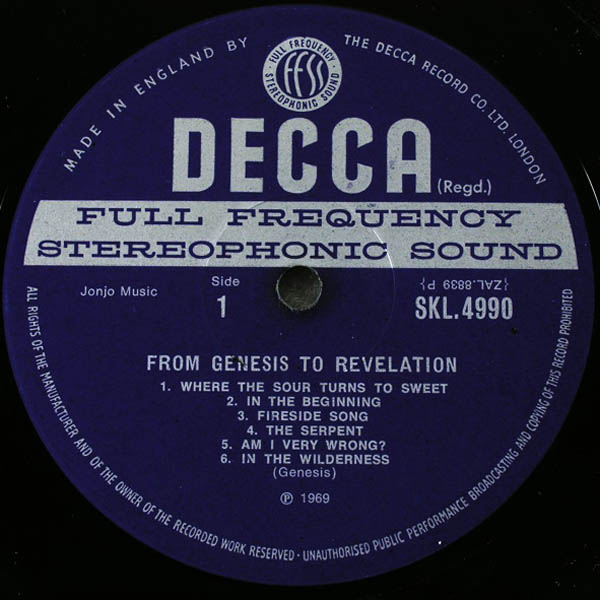 MADE IN ENGLAND BY
FULL FREQUENCY
FFSS
STEREOPHONIC SOUND
THE DECCA RECORD CO. LTD. LONDON
DECCA (Regd.)
FULL FREQUENCY
STEREOPHONIC SOUND
Jonjo Music
Side
1
{ZAL.8839 P}
SKL.4990
FROM GENESIS TO REVELATION
1. WHERE THE SOUR TURNS TO SWEET
2. IN THE BEGINNING
3. FIRESIDE SONG
4. THE SERPENT
5. AM I VERY WRONG?
6. IN THE WILDERNESS
(Genesis)
℗ 1969
ALL RIGHTS OF THE MANUFACTURER AND OF THE OWNER OF THE RECORDED WORK RESERVED · UNAUTHORISED PUBLIC PERFORMANCE BROADCASTING AND COPYING OF THIS RECORD PROHIBITED